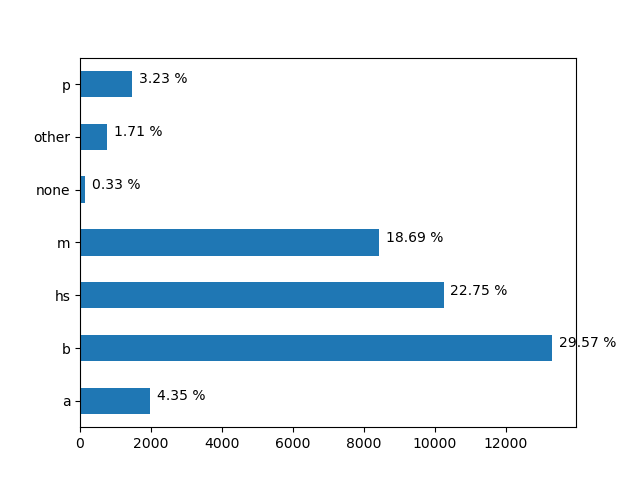 p 3.23 %
other 1.71 %
none 0.33 %
m 18.69 %
hs 22.75 %
b 29.57 %
a 4.35 %
0 2000 4000 6000 8000 10000 12000